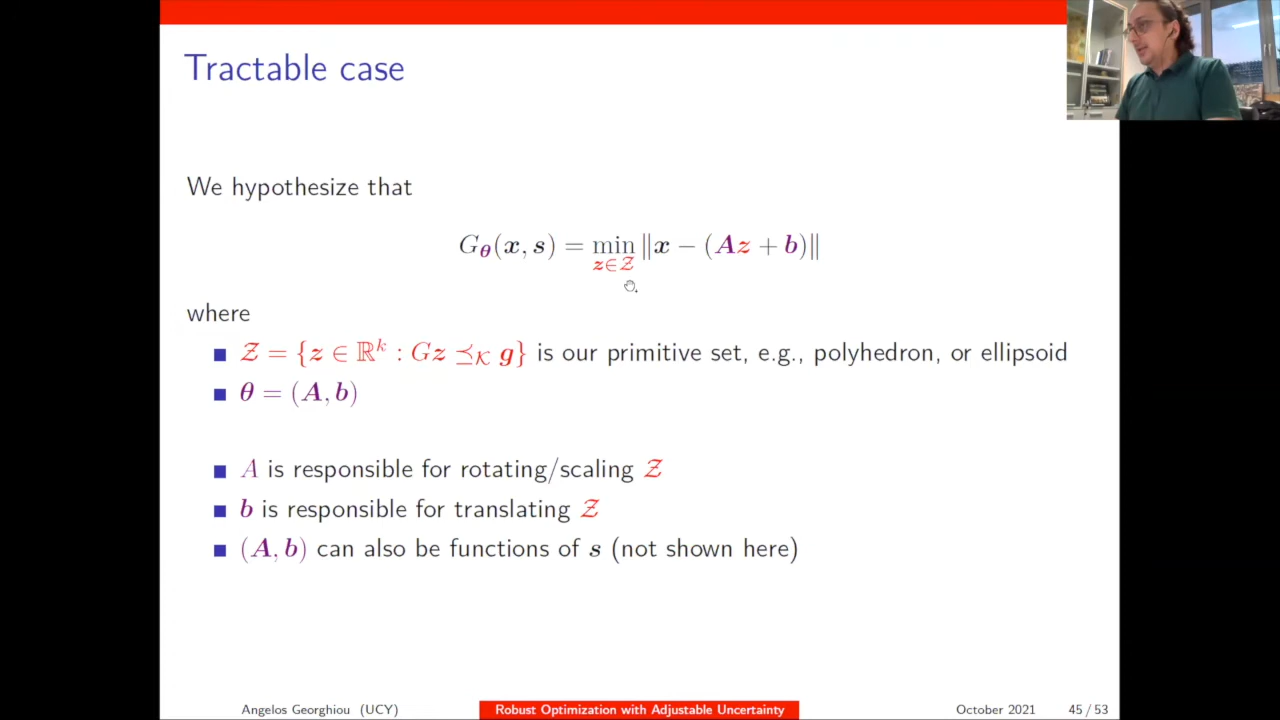 Tractable case
We hypothesize that
G_θ(x, s) = min_{z∈𝒵} ‖x − (Az + b)‖
where
■ 𝒵 = {z ∈ ℝ^k : Gz ⪯_𝒦 g} is our primitive set, e.g., polyhedron, or ellipsoid
■ θ = (A, b)
■ A is responsible for rotating/scaling 𝒵
■ b is responsible for translating 𝒵
■ (A, b) can also be functions of s (not shown here)
Angelos Georghiou (UCY) Robust Optimization with Adjustable Uncertainty October 2021 45 / 53